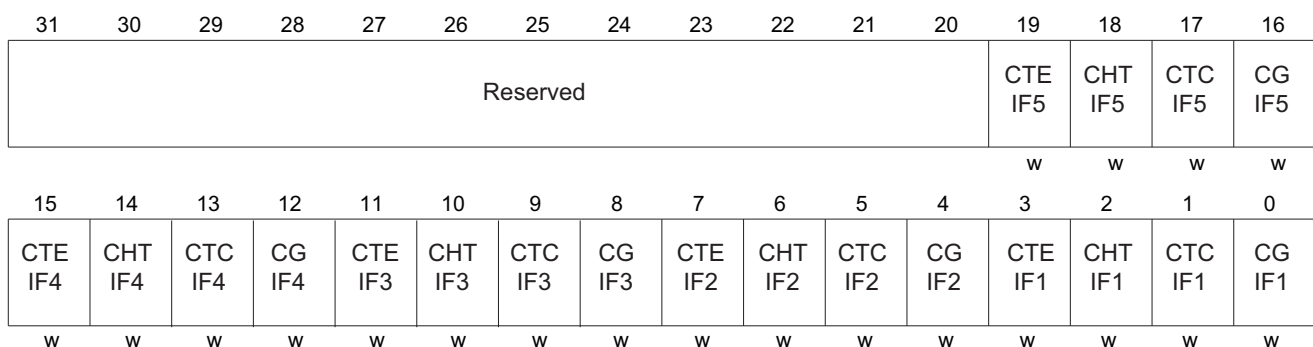 31 30 29 28 27 26 25 24 23 22 21 20 19 18 17 16
Reserved CTE IF5 CHT IF5 CTC IF5 CG IF5
w w w w
15 14 13 12 11 10 9 8 7 6 5 4 3 2 1 0
CTE CHT CTC CG CTE CHT CTC CG CTE CHT CTC CG CTE CHT CTC CG
IF4 IF4 IF4 IF4 IF3 IF3 IF3 IF3 IF2 IF2 IF2 IF2 IF1 IF1 IF1 IF1
w w w w w w w w w w w w w w w w